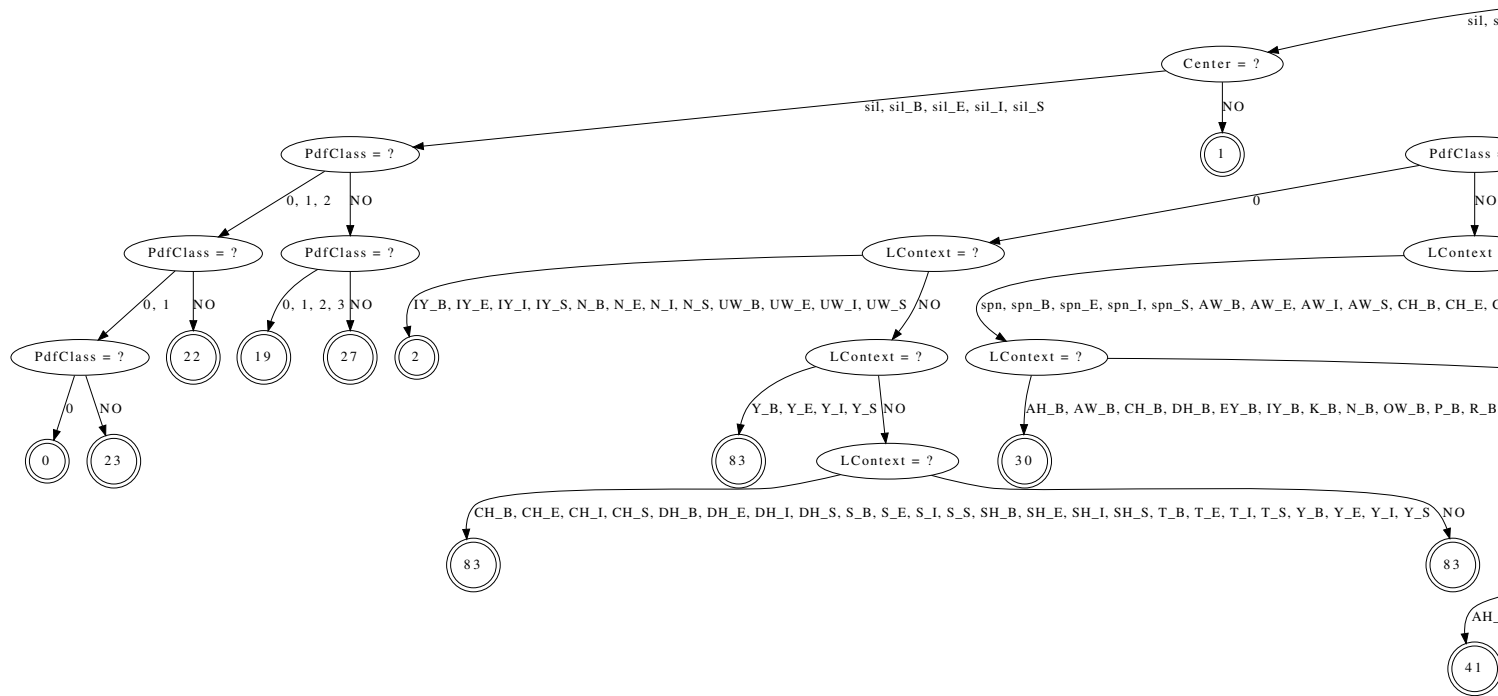 sil, s
Center = ?
sil, sil_B, sil_E, sil_I, sil_S
NO
PdfClass = ?
1
PdfClass
0, 1, 2
NO
0
NO
PdfClass = ?
PdfClass = ?
LContext = ?
LContext
0, 1
NO
0, 1, 2, 3
NO
IY_B, IY_E, IY_I, IY_S, N_B, N_E, N_I, N_S, UW_B, UW_E, UW_I, UW_S
NO
spn, spn_B, spn_E, spn_I, spn_S, AW_B, AW_E, AW_I, AW_S, CH_B, CH_E,
PdfClass = ?
22
19
27
2
LContext = ?
LContext = ?
0
NO
Y_B, Y_E, Y_I, Y_S
NO
AH_B, AW_B, CH_B, DH_B, EY_B, IY_B, K_B, N_B, OW_B, P_B, R_B
0
23
83
LContext = ?
30
CH_B, CH_E, CH_I, CH_S, DH_B, DH_E, DH_I, DH_S, S_B, S_E, S_I, S_S, SH_B, SH_E, SH_I, SH_S, T_B, T_E, T_I, T_S, Y_B, Y_E, Y_I, Y_S
NO
83
83
AH_
41